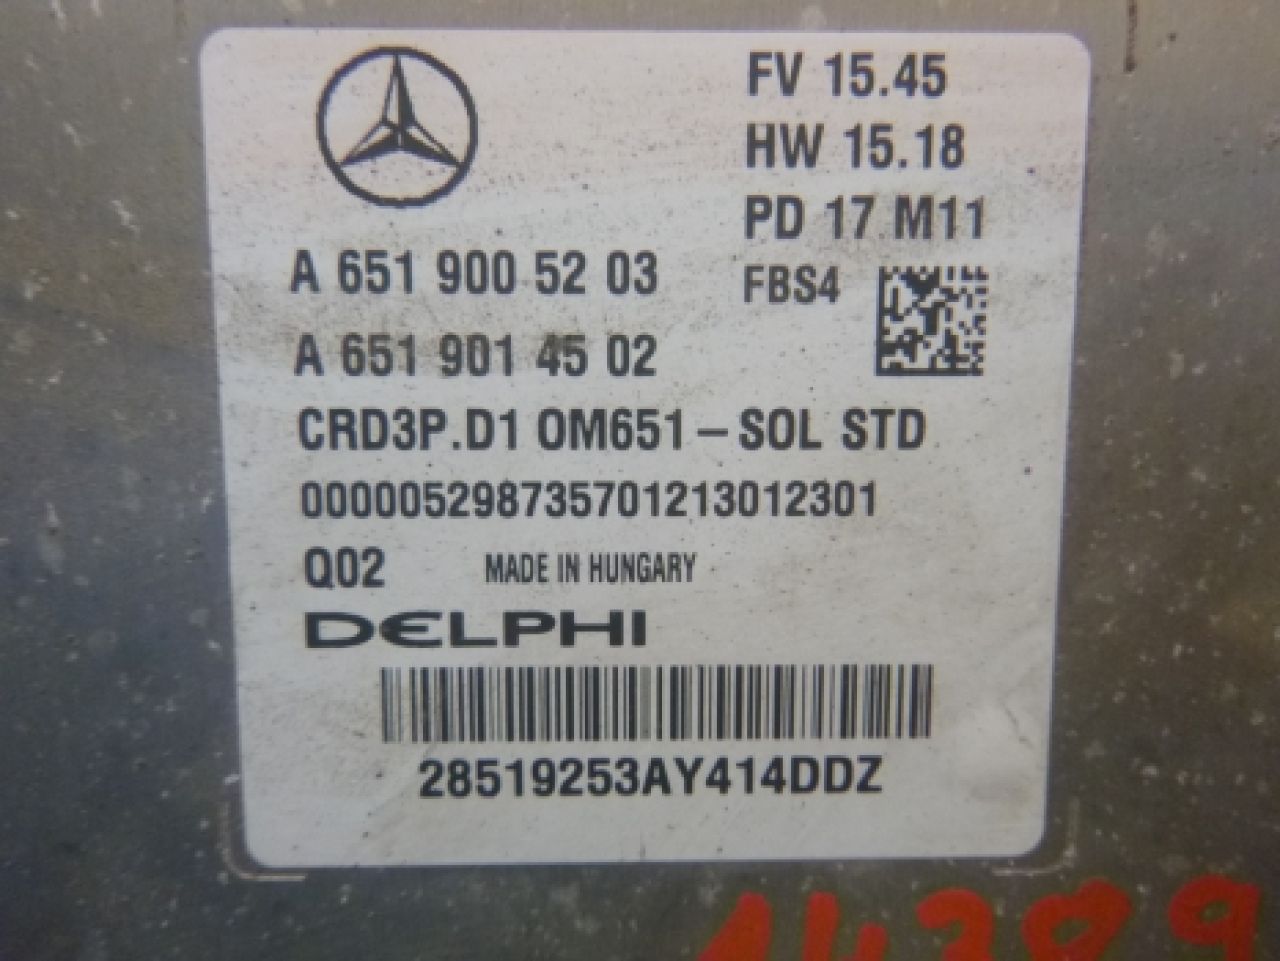 FV 15.45
HW 15.18
PD 17 M11
A 651 900 52 03
FBS4
A 651 901 45 02
CRD3P.D1 OM651 – SOL STD
000005298735701213012301
Q02 MADE IN HUNGARY
DELPHI
28519253AY414DDZ
14389